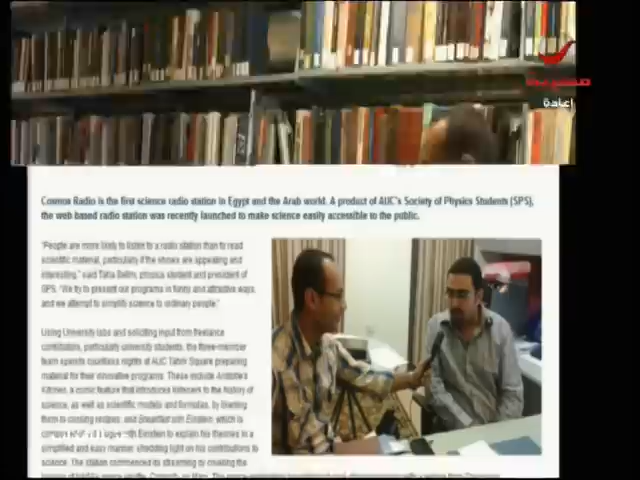 مصرية
إعادة
Cosmos Radio is the first science radio station in Egypt and the Arab world. A product of AUC's Society of Physics Students (SPS),
the web based radio station was recently launched to make science easily accessible to the public.
"People are more likely to listen to a radio station than to read
scientific material, particularly if the shows are appealing and
interesting," said Taha Selim, physics student and president of
SPS. "We try to present our programs in funny and attractive ways,
and we attempt to simplify science to ordinary people."
Using University labs and soliciting input from freelance
contributors, particularly university students, the three-member
team spends countless nights at AUC Tahrir Square preparing
material for their innovative programs. These include Aristotle's
Kitchen, a comic feature that introduces listeners to the history of
science, as well as scientific models and formulas, by likening
them to cooking recipes; and Breakfast with Einstein, which is
with Einstein to explain his theories in a
simplified and easy manner, shedding light on his contributions to
science. The station commenced its streaming by covering the